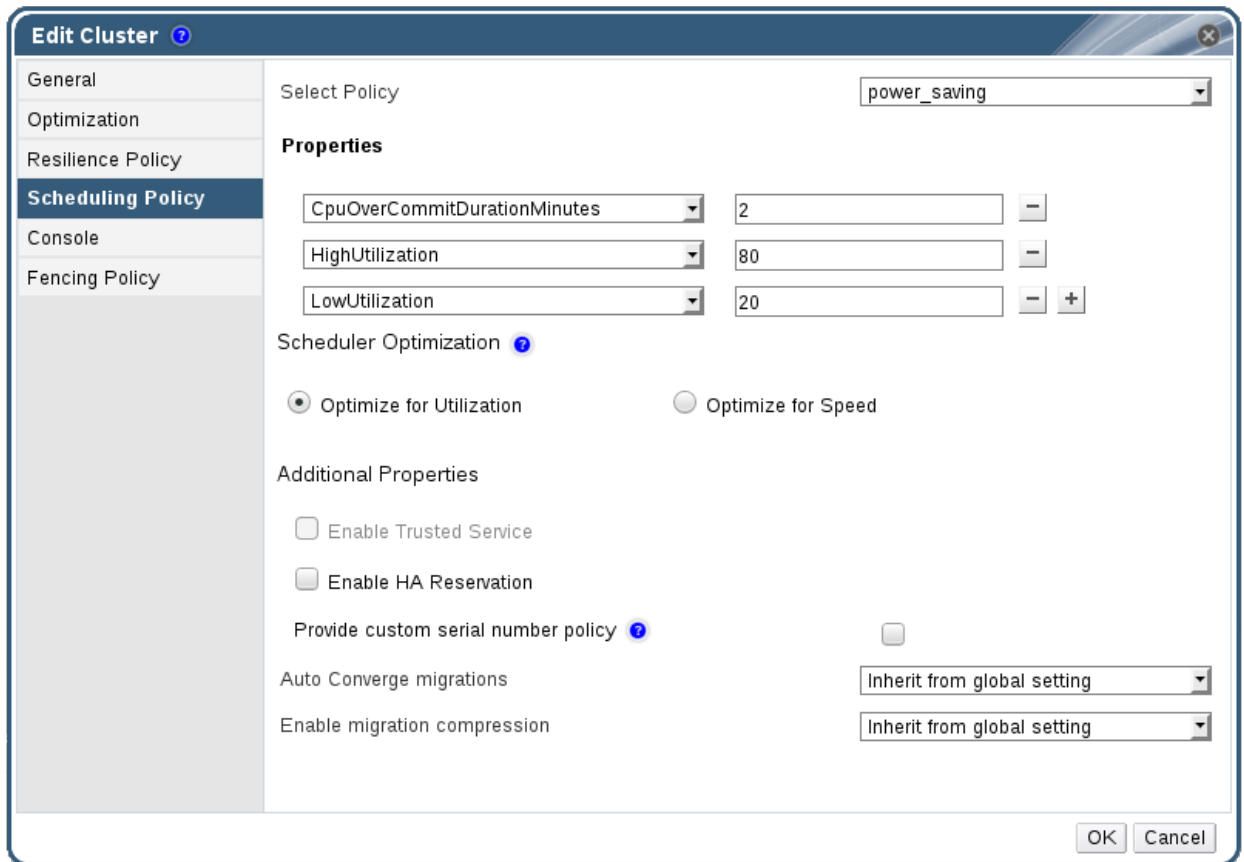 Edit Cluster ?
General
Optimization
Resilience Policy
Scheduling Policy
Console
Fencing Policy
Select Policy power_saving
Properties
CpuOverCommitDurationMinutes 2 −
HighUtilization 80 −
LowUtilization 20 − +
Scheduler Optimization ?
Optimize for Utilization Optimize for Speed
Additional Properties
Enable Trusted Service
Enable HA Reservation
Provide custom serial number policy ?
Auto Converge migrations Inherit from global setting
Enable migration compression Inherit from global setting
OK Cancel